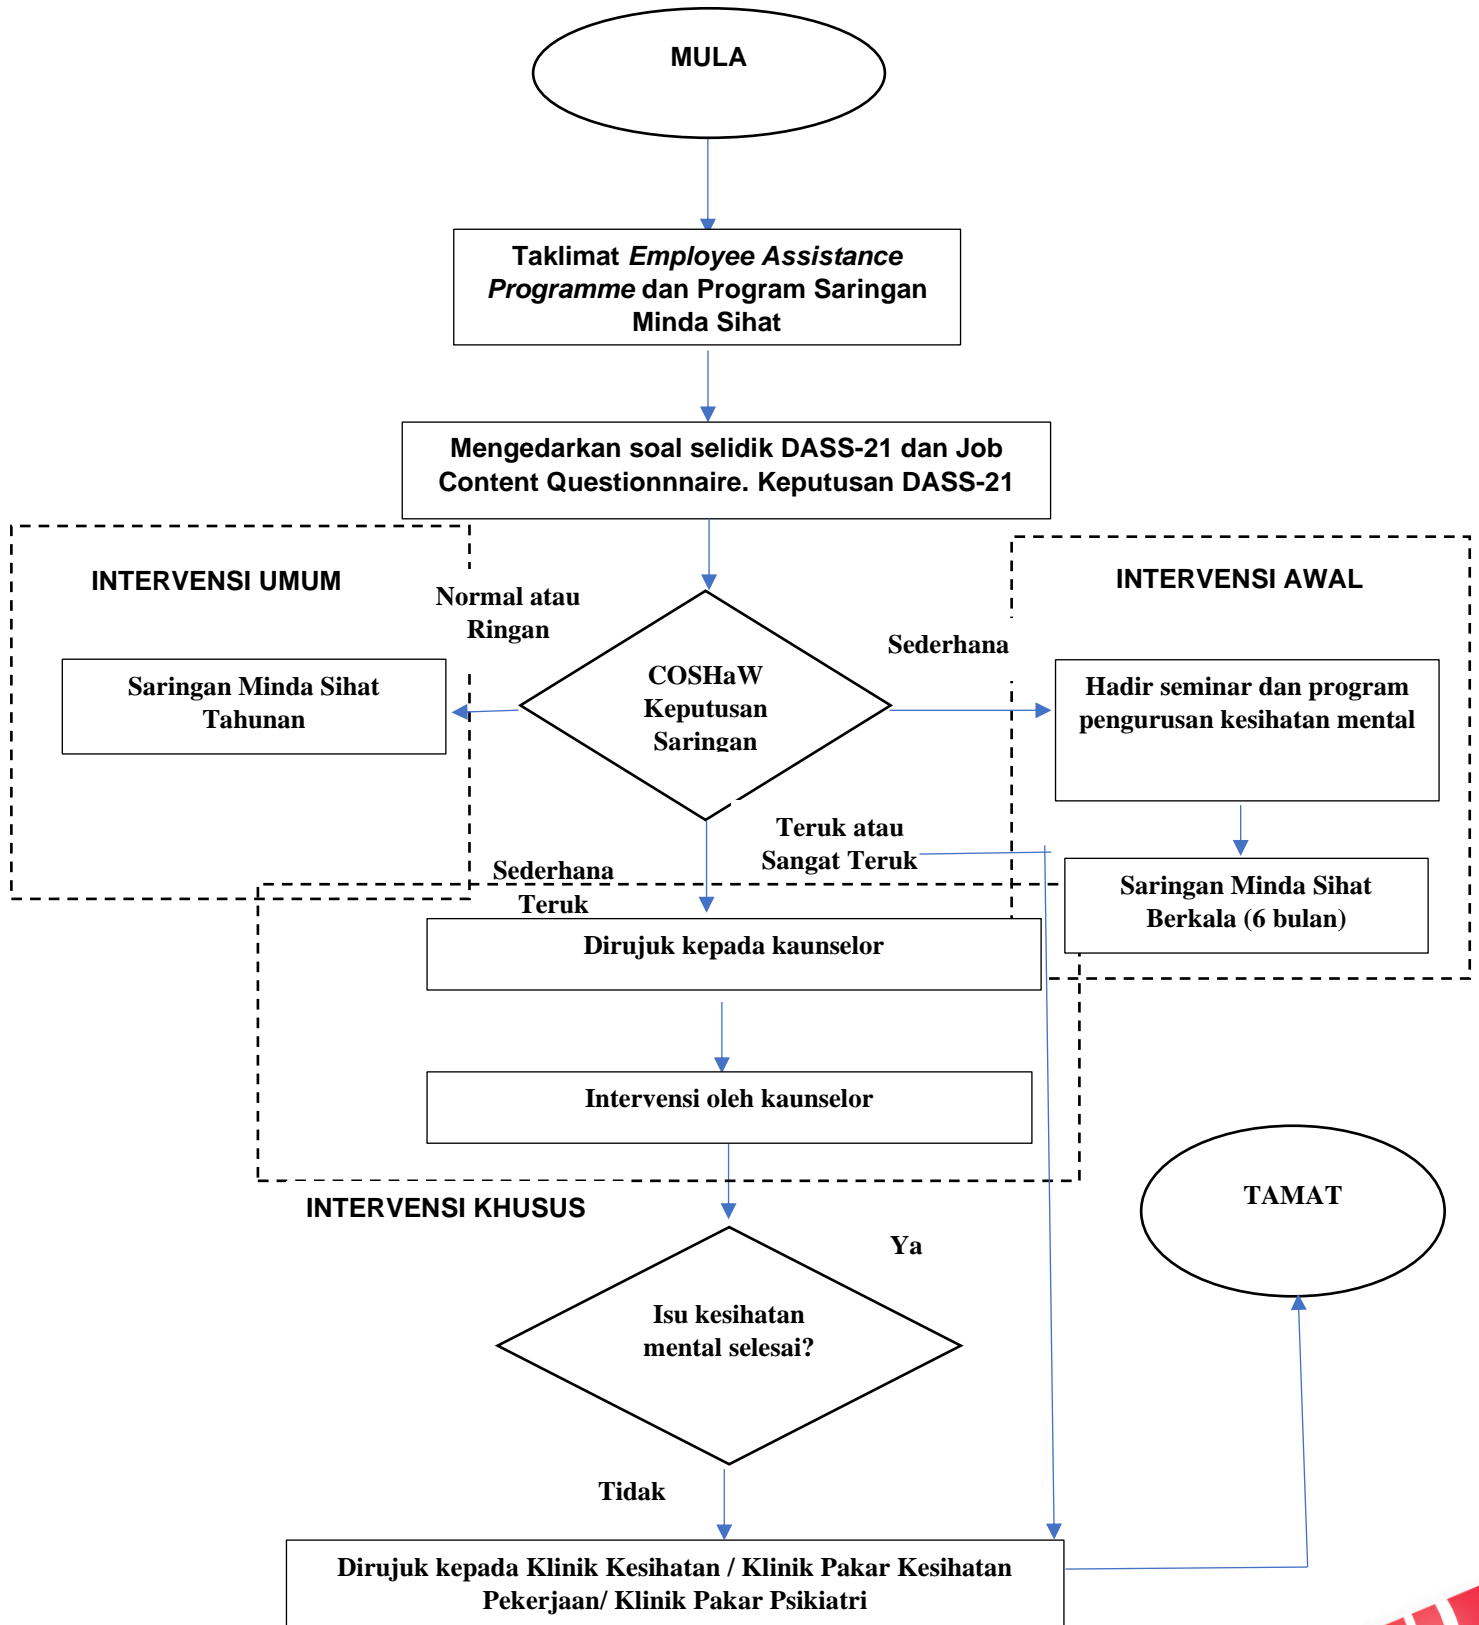 MULA
Taklimat Employee Assistance
Programme dan Program Saringan
Minda Sihat
Mengedarkan soal selidik DASS-21 dan Job
Content Questionnnaire. Keputusan DASS-21
INTERVENSI UMUM
Normal atau
Ringan
Saringan Minda Sihat
Tahunan
COSHaW
Keputusan
Saringan
Sederhana
INTERVENSI AWAL
Hadir seminar dan program
pengurusan kesihatan mental
Teruk atau
Sangat Teruk
Saringan Minda Sihat
Berkala (6 bulan)
Sederhana
Teruk
Dirujuk kepada kaunselor
Intervensi oleh kaunselor
INTERVENSI KHUSUS
Ya
TAMAT
Isu kesihatan
mental selesai?
Tidak
Dirujuk kepada Klinik Kesihatan / Klinik Pakar Kesihatan
Pekerjaan/ Klinik Pakar Psikiatri